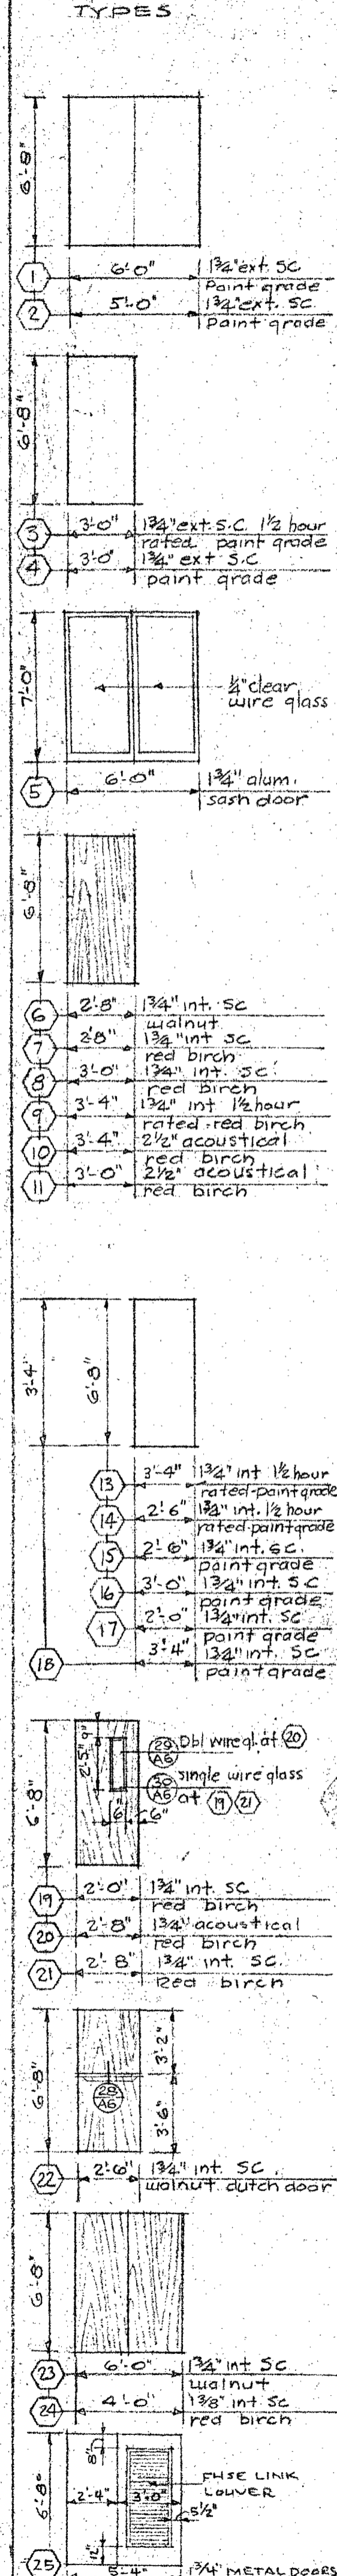 TYPES
6'-8"
1 6'-0" 1¾" ext. SC
Paint grade
2 5'-0" 1¾" ext. SC
Paint grade
6'-8"
3 3'-0" 1¾" ext. S.C. 1½ hour
rated paint grade
4 3'-0" 1¾" ext S.C
paint grade
7'-0"
¼" clear
wire glass
5 6'-0" 1¾" alum.
sash door
6'-8"
6 2'-8" 1¾" int. SC
walnut
7 2'-8" 1¾" int SC
red birch
8 3'-0" 1¾" int. SC
red birch
9 3'-4" 1¾" int 1½ hour
rated-red birch
10 3'-4" 2½" acoustical
red birch
11 3'-0" 2½" acoustical
red birch
3'-4"
6'-8"
13 3'-4" 1¾" int 1½ hour
rated-paint grade
14 2'-6" 1¾" int. 1½ hour
rated-paint grade
15 2'-6" 1¾" int. S.C.
paint grade
16 3'-0" 1¾" int. S.C
paint grade
17 2'-0" 1¾" int. SC
paint grade
18 3'-4" 1¾" int. SC
paint grade
6'-8"
2'-5" 9"
29 A6 Dbl wire gl. at 20
30 A6 single wire glass
at 19 21
6" 6"
19 2'-0" 1¾" int. SC
red birch
20 2'-8" 1¾" acoustical
red birch
21 2'-8" 1¾" int. SC
Red birch
6'-8"
3'-2"
28 A6
3'-6"
22 2'-6" 1¾" int. SC
walnut dutch door
6'-8"
23 6'-0" 1¾" int SC
walnut
24 4'-0" 1⅜" int SC
red birch
6'-8"
8"
FUSE LINK
LOUVER
2'-4" 3'-0"
5½"
12"
25 5'-4" 1¾" METAL DOORS